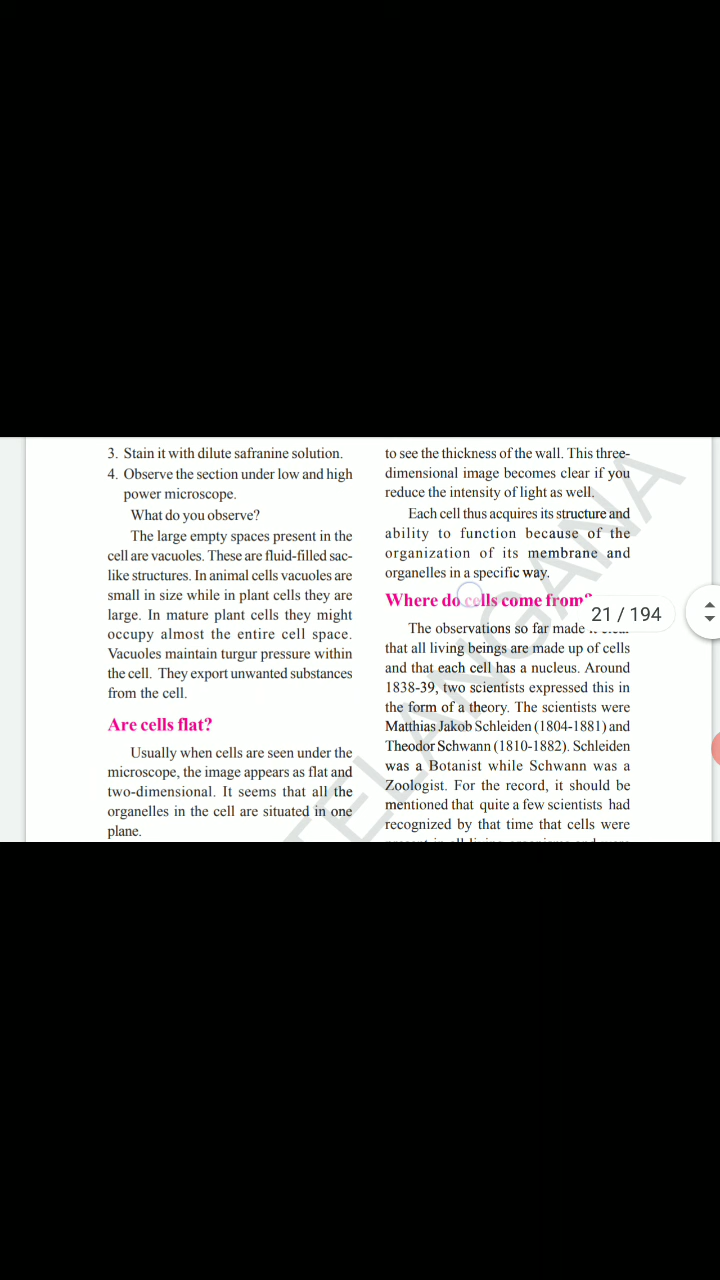 3. Stain it with dilute safranine solution.
4. Observe the section under low and high
power microscope.
What do you observe?
The large empty spaces present in the
cell are vacuoles. These are fluid-filled sac-
like structures. In animal cells vacuoles are
small in size while in plant cells they are
large. In mature plant cells they might
occupy almost the entire cell space.
Vacuoles maintain turgur pressure within
the cell. They export unwanted substances
from the cell.
Are cells flat?
Usually when cells are seen under the
microscope, the image appears as flat and
two-dimensional. It seems that all the
organelles in the cell are situated in one
plane.
to see the thickness of the wall. This three-
dimensional image becomes clear if you
reduce the intensity of light as well.
Each cell thus acquires its structure and
ability to function because of the
organization of its membrane and
organelles in a specific way.
Where do cells come from?
The observations so far made
that all living beings are made up of cells
and that each cell has a nucleus. Around
1838-39, two scientists expressed this in
the form of a theory. The scientists were
Matthias Jakob Schleiden (1804-1881) and
Theodor Schwann (1810-1882). Schleiden
was a Botanist while Schwann was a
Zoologist. For the record, it should be
mentioned that quite a few scientists had
recognized by that time that cells were
21 / 194
TELANGANA